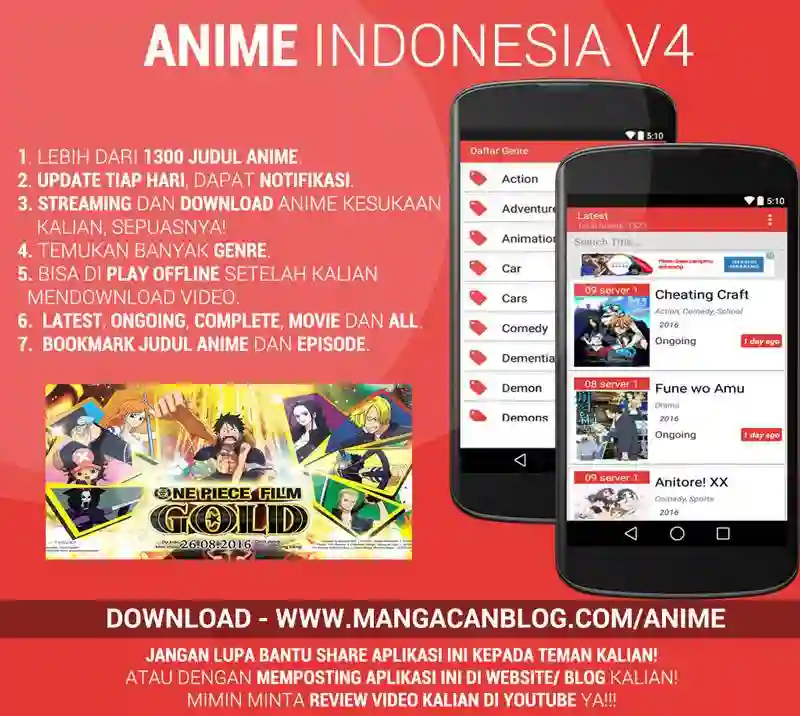 ANIME INDONESIA V4
1. LEBIH DARI 1300 JUDUL ANIME.
2. UPDATE TIAP HARI, DAPAT NOTIFIKASI.
3. STREAMING DAN DOWNLOAD ANIME KESUKAAN
KALIAN, SEPUASNYA!
4. TEMUKAN BANYAK GENRE.
5. BISA DI PLAY OFFLINE SETELAH KALIAN
MENDOWNLOAD VIDEO.
6. LATEST, ONGOING, COMPLETE, MOVIE DAN ALL.
7. BOOKMARK JUDUL ANIME DAN EPISODE.
5:10
Daftar Genre
Action
Adventure
Animation
Car
Cars
Comedy
Dementia
Demon
Demons
5:10
Latest
Search Title...
09 server 1
Cheating Craft
Action, Comedy, School
2016
Ongoing
1 day ago
08 server 1
Fune wo Amu
Drama
2016
Ongoing
1 day ago
09 server 1
Anitore! XX
Comedy, Sports
2016
ONE PIECE FILM
GOLD
26.08.2016
DOWNLOAD - WWW.MANGACANBLOG.COM/ANIME
JANGAN LUPA BANTU SHARE APLIKASI INI KEPADA TEMAN KALIAN!
ATAU DENGAN MEMPOSTING APLIKASI INI DI WEBSITE/ BLOG KALIAN!
MIMIN MINTA REVIEW VIDEO KALIAN DI YOUTUBE YA!!!